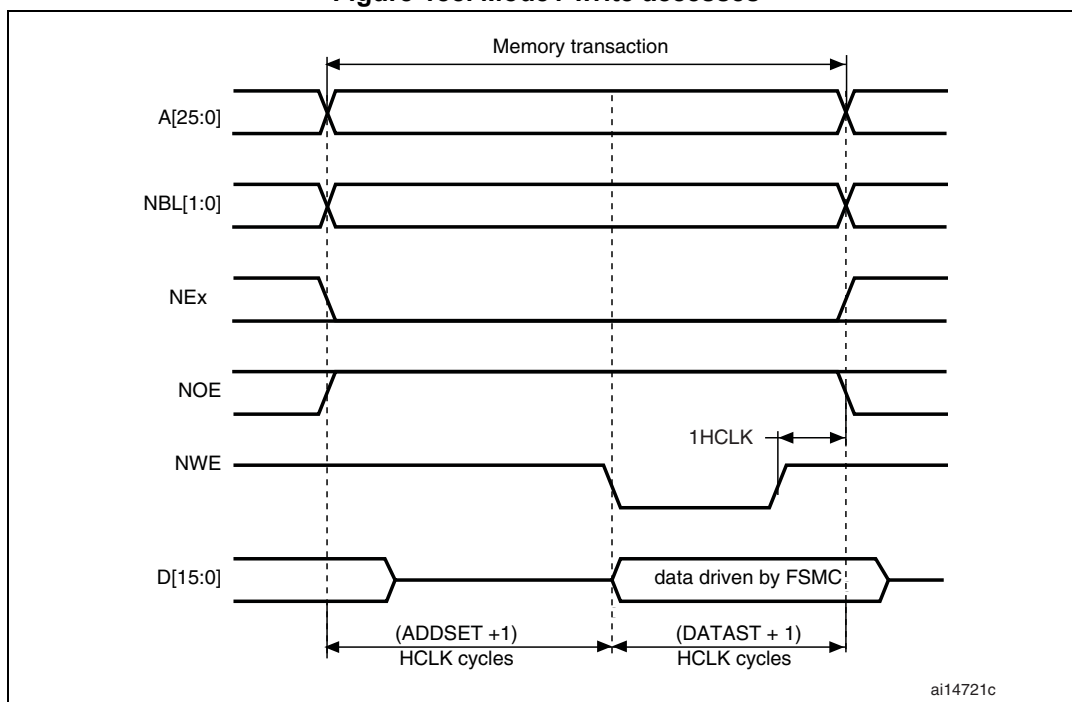 Memory transaction
A[25:0]
NBL[1:0]
NEx
NOE
1HCLK
NWE
D[15:0]
data driven by FSMC
(ADDSET +1)
HCLK cycles
(DATAST + 1)
HCLK cycles
ai14721c